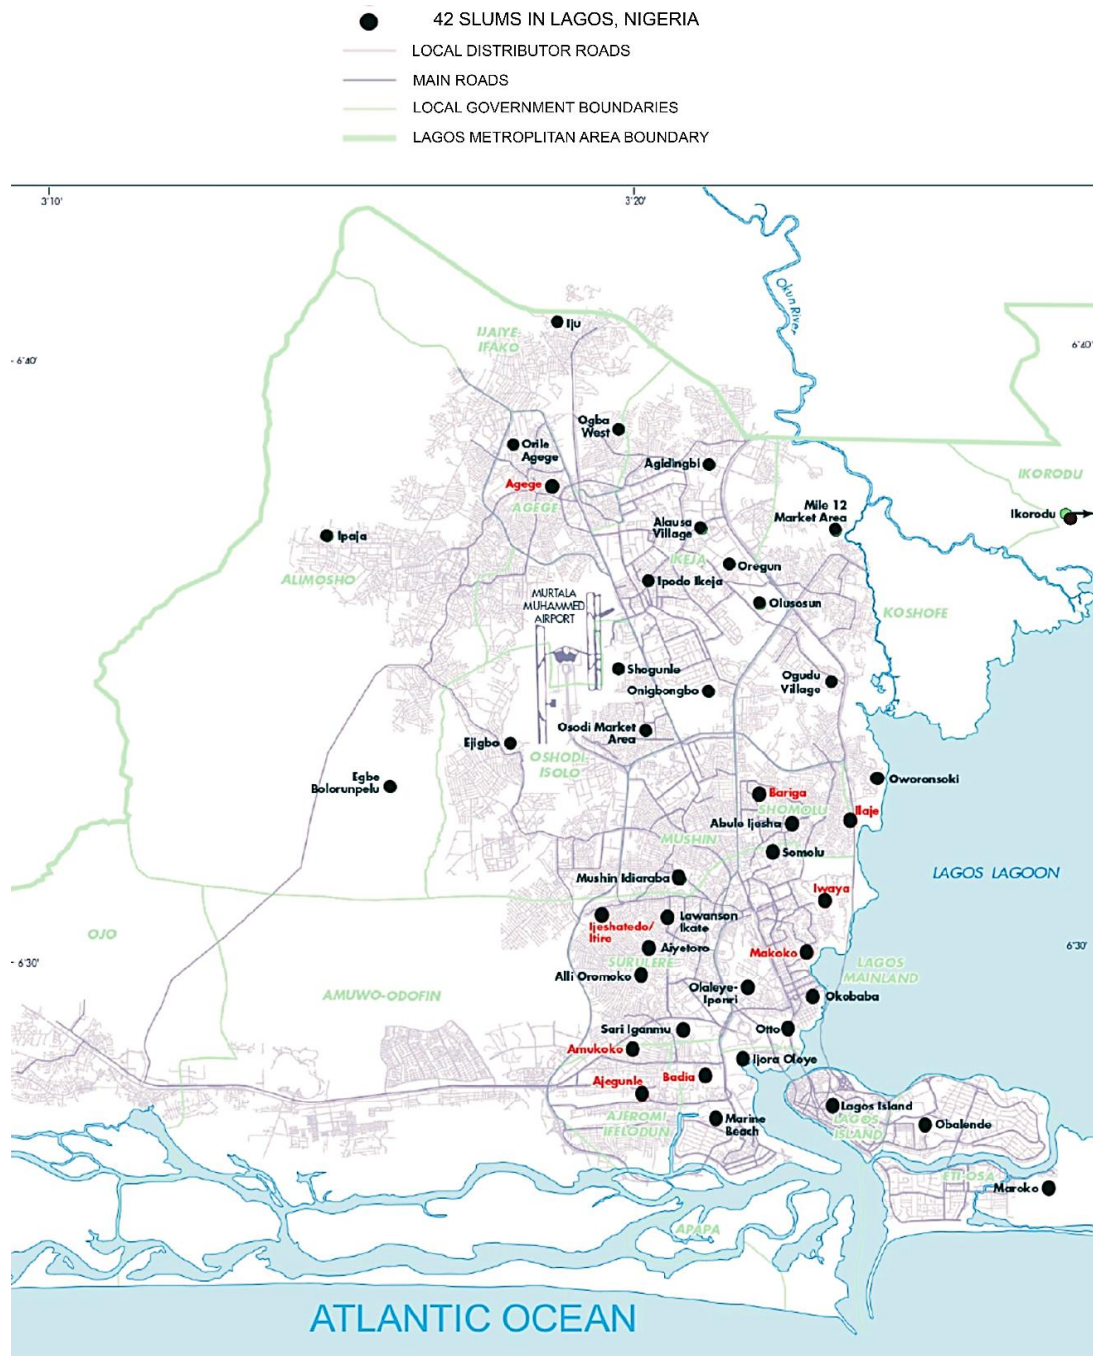 42 SLUMS IN LAGOS, NIGERIA
LOCAL DISTRIBUTOR ROADS
MAIN ROADS
LOCAL GOVERNMENT BOUNDARIES
LAGOS METROPLITAN AREA BOUNDARY
3°10'
3°20'
Okun River
Iju
IJAIYE-
IFAKO
6°40'
6°40'
Ogba
West
Orile
Agege
Agidingbi
IKORODU
Agege
AGEGE
Mile 12
Market Area
Ikorodu
Alausa
Village
Ipaja
IKEJA
Oregun
ALIMOSHO
Ipodo Ikeja
MURTALA
MUHAMMED
AIRPORT
Olusosun
KOSHOFE
Shogunle
Ogudu
Village
Onigbongbo
Osodi Market
Area
Ejigbo
OSHODI-
ISOLO
Egbe
Bolorunpelu
Oworonsoki
Bariga
SHOMOLU
Ilaje
Abule Ijesha
MUSHIN
Somolu
LAGOS LAGOON
Mushin Idiaraba
Iwaya
Ijeshatedo/
Itire
Lawanson
Ikate
OJO
Aiyetoro
SURULERE
Makoko
6°30'
6°30'
LAGOS
MAINLAND
Alli Oromoko
AMUWO-ODOFIN
Olaleye-
Iponri
Okobaba
Sari Iganmu
Otto
Amukoko
Ijora Oloye
Ajegunle
Badia
Lagos Island
LAGOS
ISLAND
AJEROMI
IFELODUN
Marine
Beach
Obalende
ETI-OSA
Maroko
APAPA
ATLANTIC OCEAN